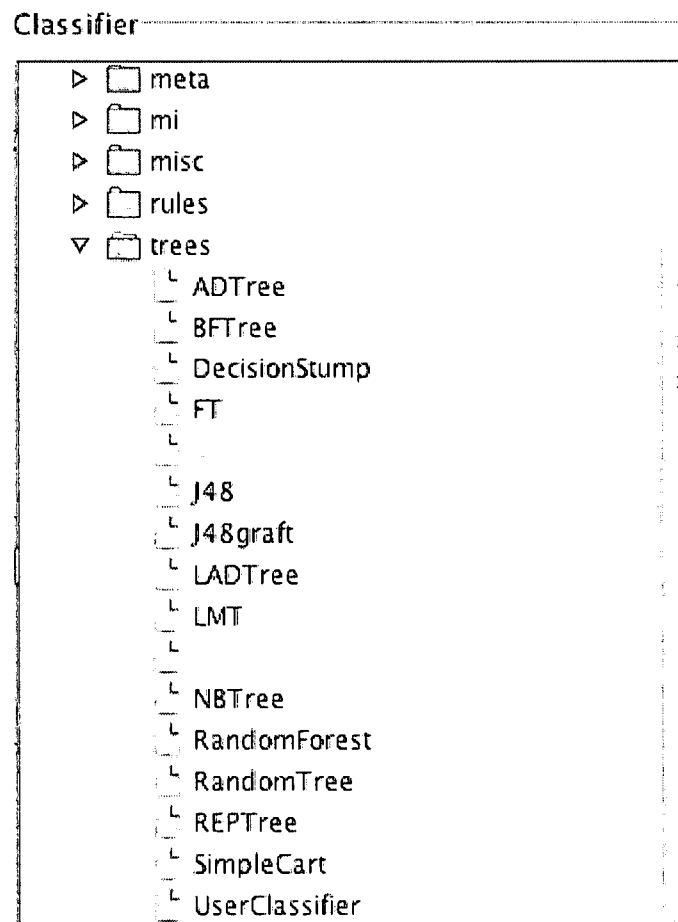 Classifier
meta
mi
misc
rules
trees
ADTree
BFTree
DecisionStump
FT
J48
J48graft
LADTree
LMT
NBTree
RandomForest
RandomTree
REPTree
SimpleCart
UserClassifier